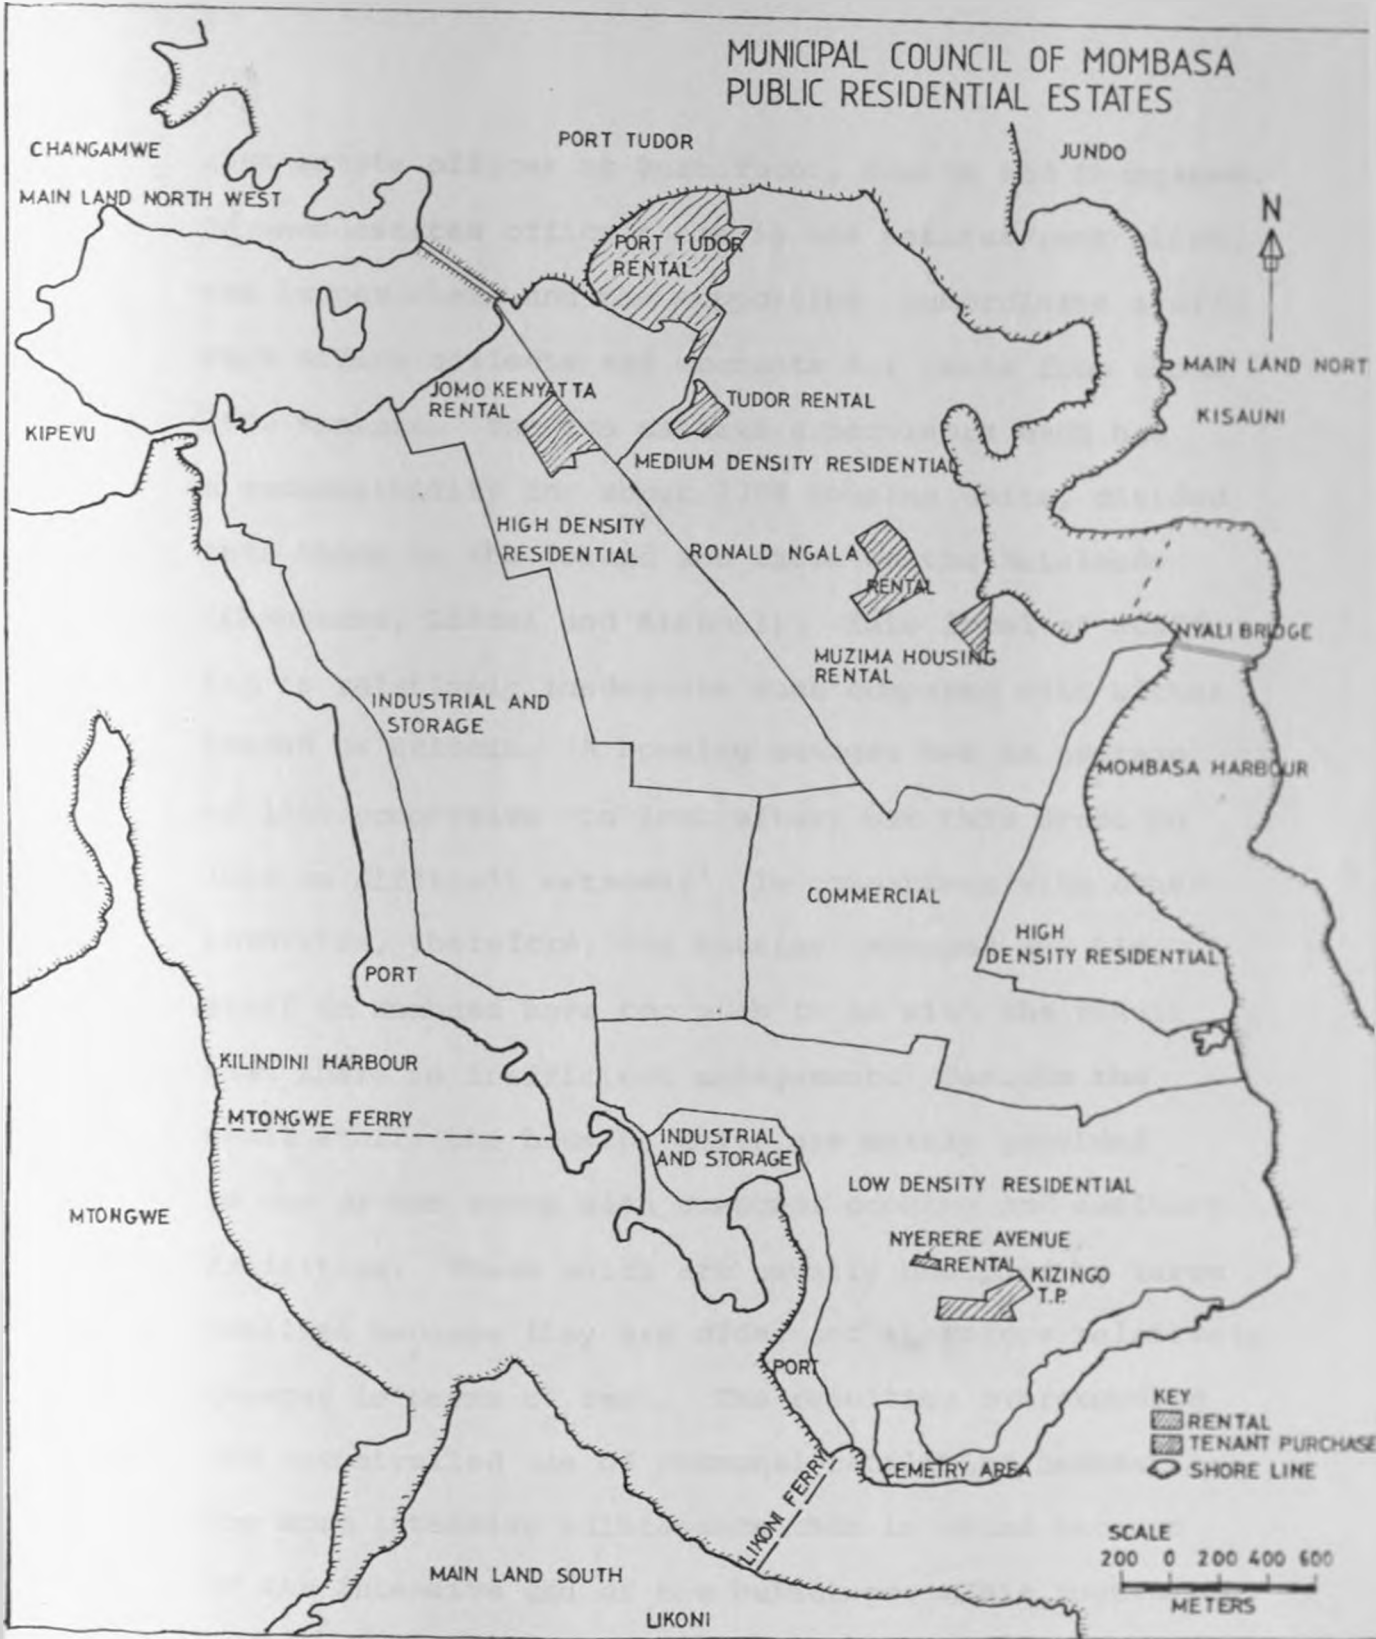 MUNICIPAL COUNCIL OF MOMBASA
PUBLIC RESIDENTIAL ESTATES
PORT TUDOR
JUNDO
CHANGAMWE
MAIN LAND NORTH WEST
N
PORT TUDOR
RENTAL
MAIN LAND NORT
KISAUNI
JOMO KENYATTA
RENTAL
TUDOR RENTAL
KIPEVU
MEDIUM DENSITY RESIDENTIAL
HIGH DENSITY
RESIDENTIAL
RONALD NGALA
RENTAL
NYALI BRIDGE
MUZIMA HOUSING
RENTAL
INDUSTRIAL AND
STORAGE
MOMBASA HARBOUR
COMMERCIAL
HIGH
DENSITY RESIDENTIAL
PORT
KILINDINI HARBOUR
MTONGWE FERRY
INDUSTRIAL
AND STORAGE
LOW DENSITY RESIDENTIAL
MTONGWE
NYERERE AVENUE
RENTAL
KIZINGO
T.P.
PORT
KEY
RENTAL
TENANT PURCHASE
SHORE LINE
CEMETRY AREA
LIKONI FERRY
SCALE
200 0 200 400 600
METERS
MAIN LAND SOUTH
LIKONI